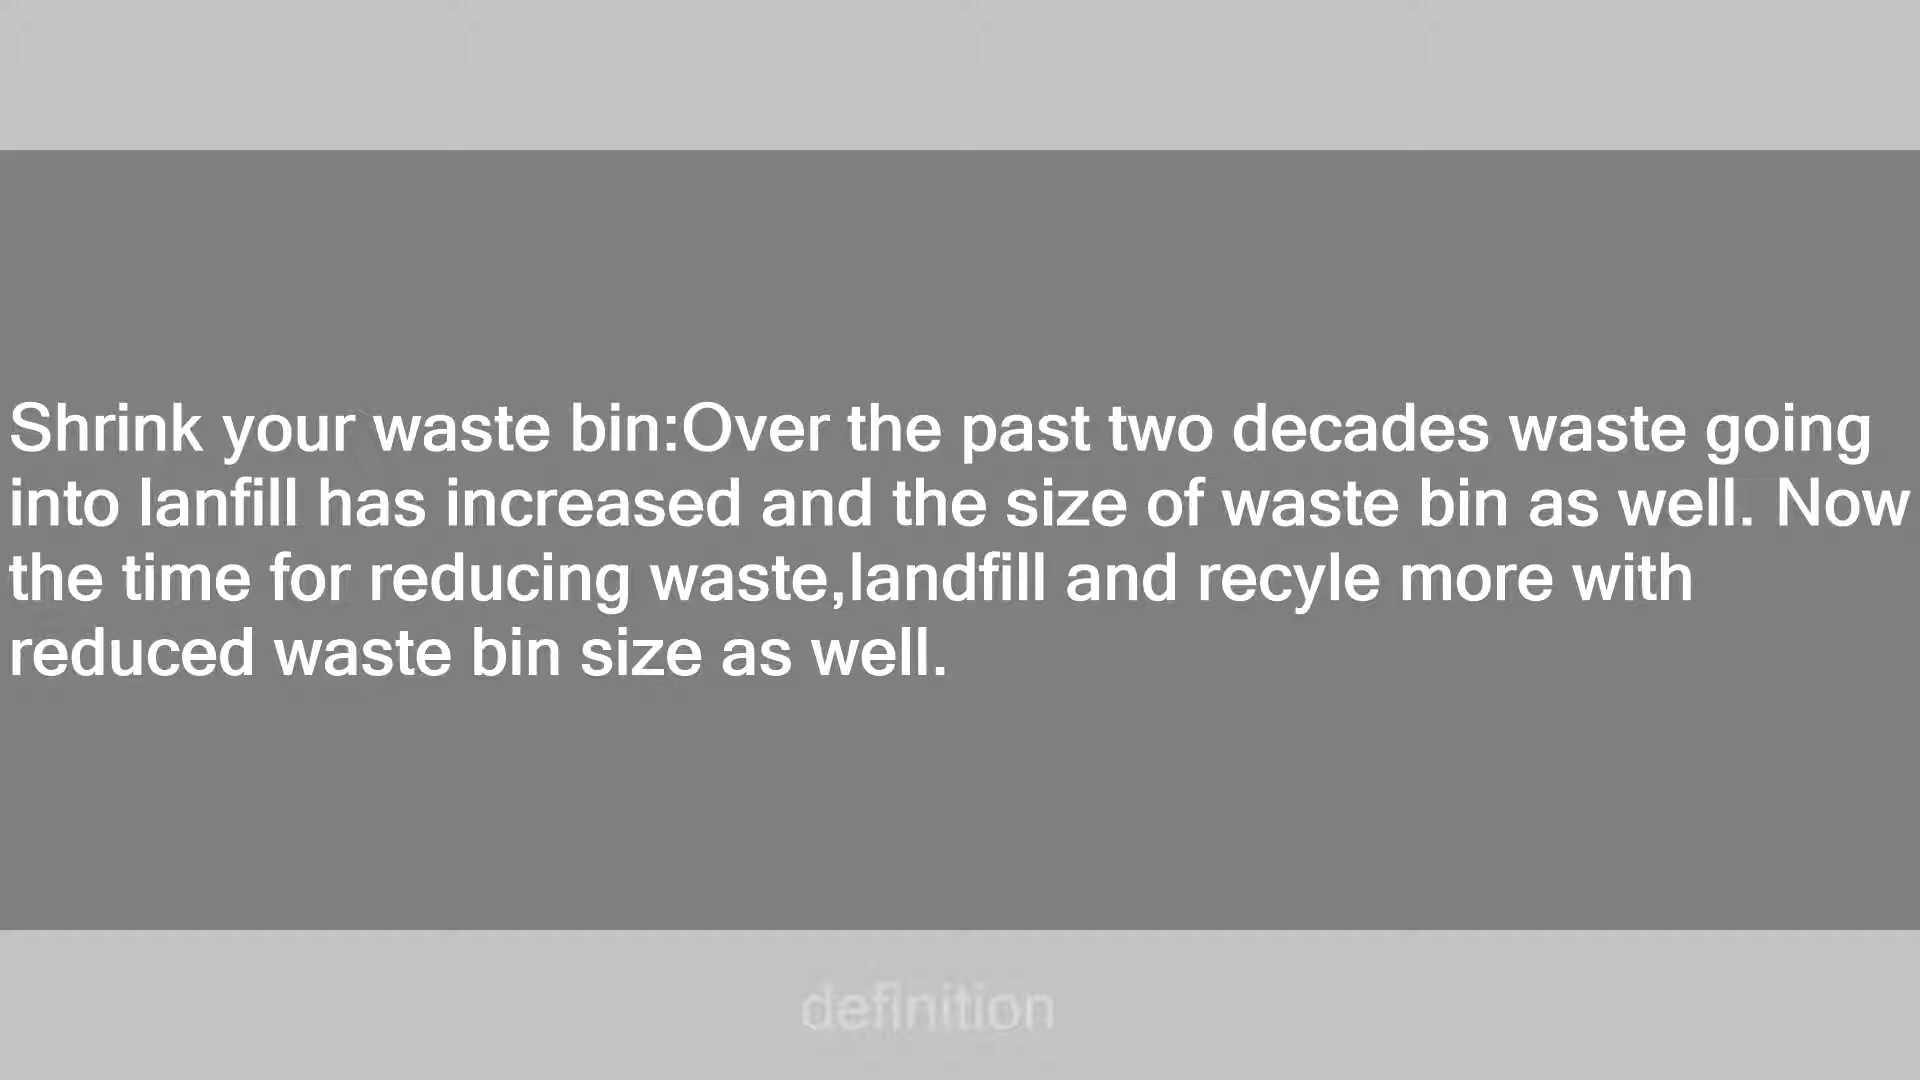 Shrink your waste bin:Over the past two decades waste going
into lanfill has increased and the size of waste bin as well. Now
the time for reducing waste,landfill and recyle more with
reduced waste bin size as well.
definition